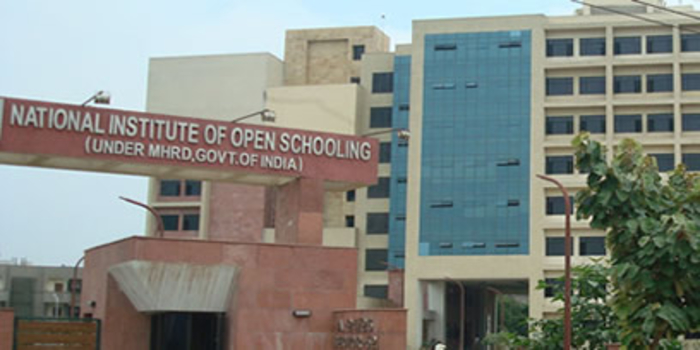 NATIONAL INSTITUTE OF OPEN SCHOOLING
(UNDER MHRD,GOVT.OF INDIA)